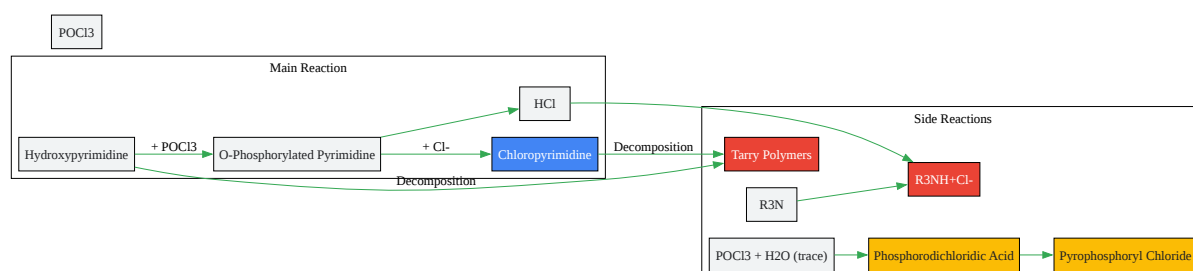 POCl3
Main Reaction
HCl
Side Reactions
Hydroxypyrimidine
+ POCl3
O-Phosphorylated Pyrimidine
+ Cl-
Chloropyrimidine
Decomposition
Tarry Polymers
Decomposition
R3NH+Cl-
R3N
POCl3 + H2O (trace)
Phosphorodichloridic Acid
Pyrophosphoryl Chloride